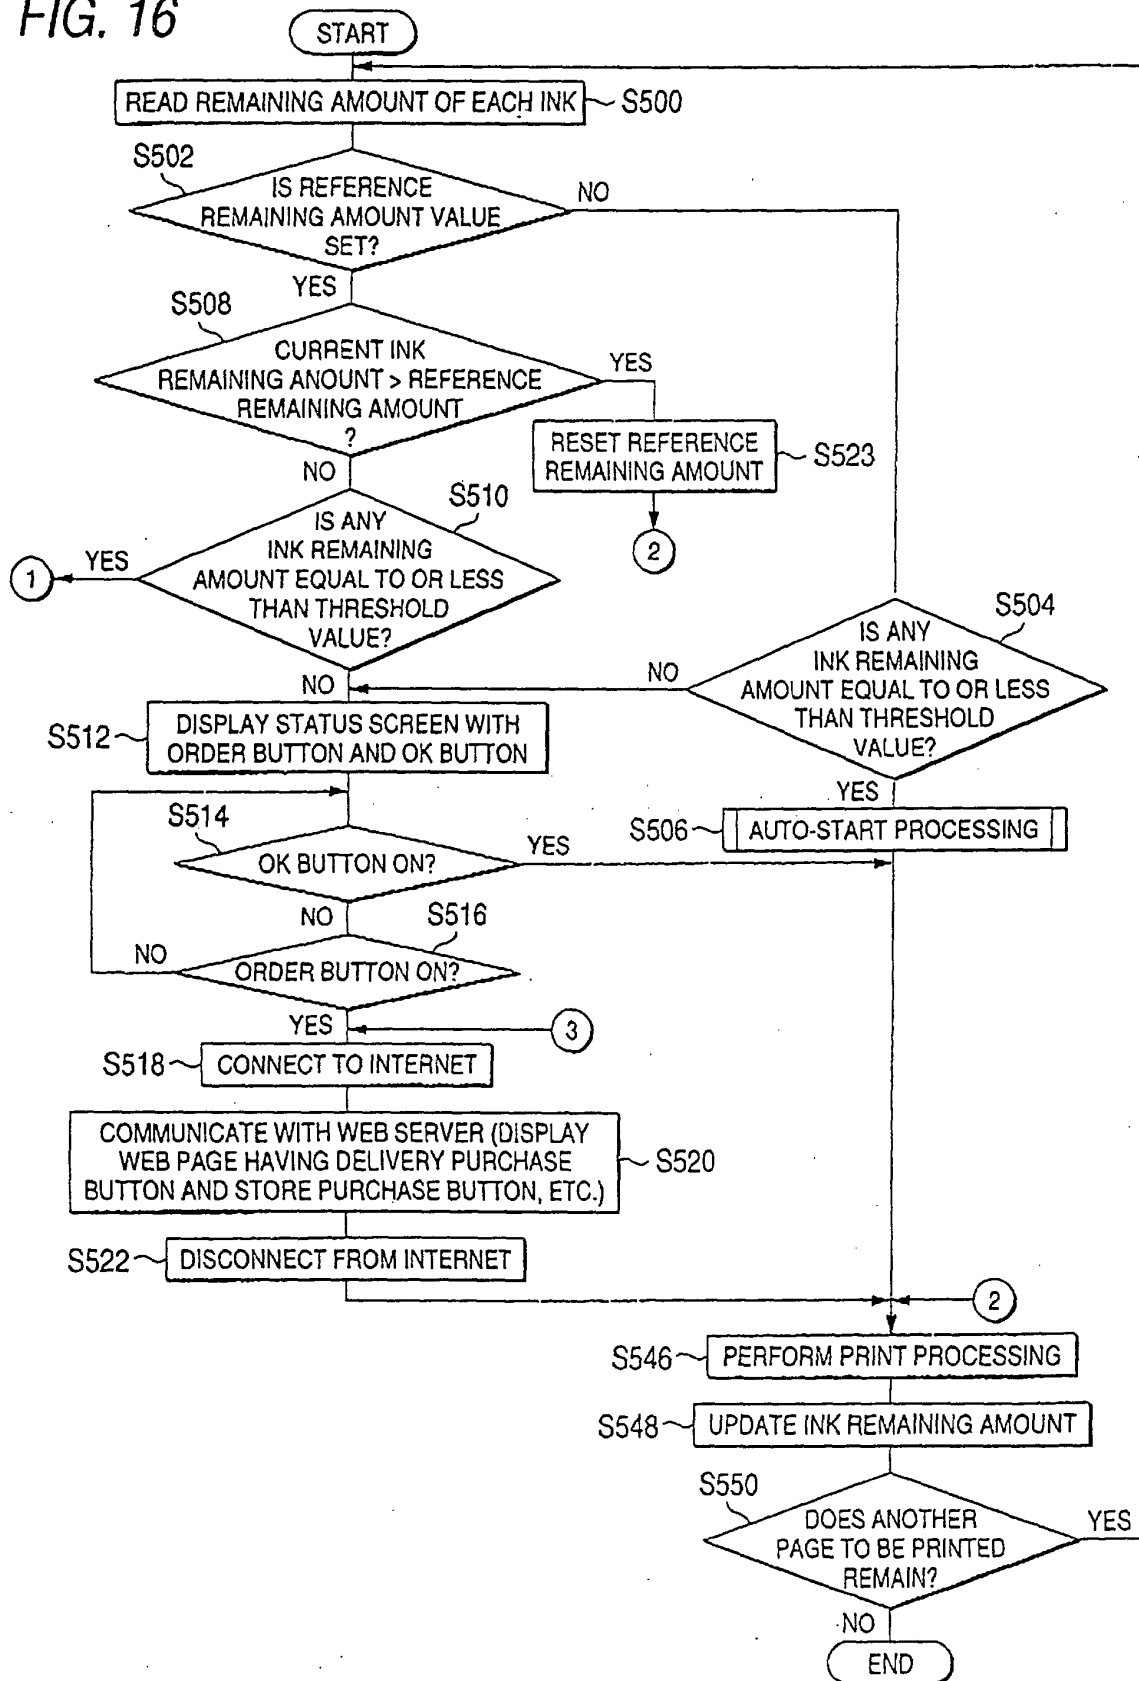 FIG. 16
START
READ REMAINING AMOUNT OF EACH INK
S500
S502
IS REFERENCE
REMAINING AMOUNT VALUE
SET?
NO
YES
S508
CURRENT INK
REMAINING ANOUNT > REFERENCE
REMAINING AMOUNT
?
YES
NO
RESET REFERENCE
REMAINING AMOUNT
S523
2
S510
IS ANY
INK REMAINING
AMOUNT EQUAL TO OR LESS
THAN THRESHOLD
VALUE?
YES
1
NO
S504
IS ANY
INK REMAINING
AMOUNT EQUAL TO OR LESS
THAN THRESHOLD
VALUE?
NO
YES
S512
DISPLAY STATUS SCREEN WITH
ORDER BUTTON AND OK BUTTON
S506
AUTO-START PROCESSING
S514
OK BUTTON ON?
YES
NO
S516
ORDER BUTTON ON?
NO
YES
3
S518
CONNECT TO INTERNET
COMMUNICATE WITH WEB SERVER (DISPLAY
WEB PAGE HAVING DELIVERY PURCHASE
BUTTON AND STORE PURCHASE BUTTON, ETC.)
S520
S522
DISCONNECT FROM INTERNET
2
S546
PERFORM PRINT PROCESSING
S548
UPDATE INK REMAINING AMOUNT
S550
DOES ANOTHER
PAGE TO BE PRINTED
REMAIN?
YES
NO
END